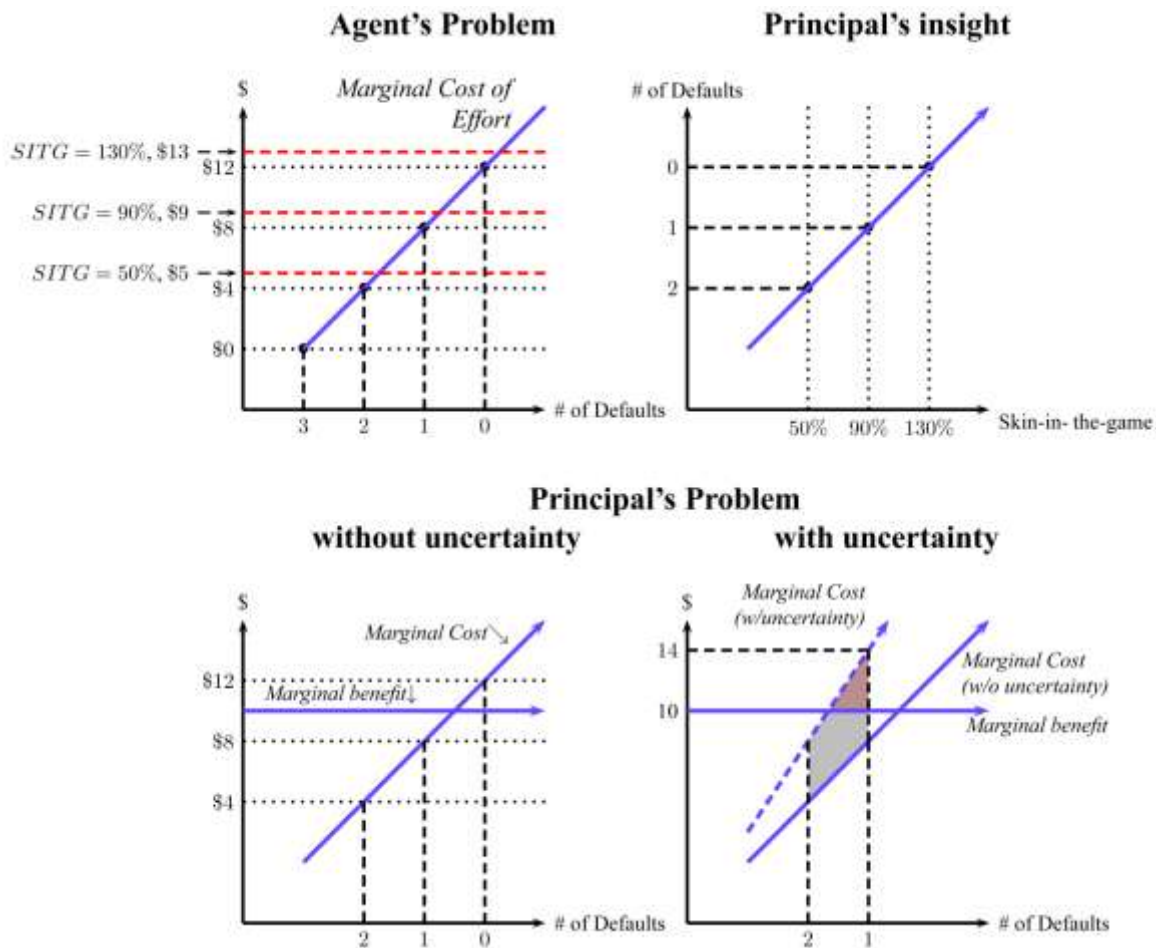 Agent's Problem
$
Marginal Cost of
Effort
SITG = 130%, $13
$12
SITG = 90%, $9
$8
SITG = 50%, $5
$4
$0
# of Defaults
3 2 1 0
Principal's insight
# of Defaults
0
1
2
50% 90% 130%
Skin-in- the-game
Principal's Problem
without uncertainty
$
Marginal Cost↘
$12
Marginal benefit↓
$8
$4
# of Defaults
2 1 0
with uncertainty
$
Marginal Cost
(w/uncertainty)
14
Marginal Cost
(w/o uncertainty)
10
Marginal benefit
# of Defaults
2 1